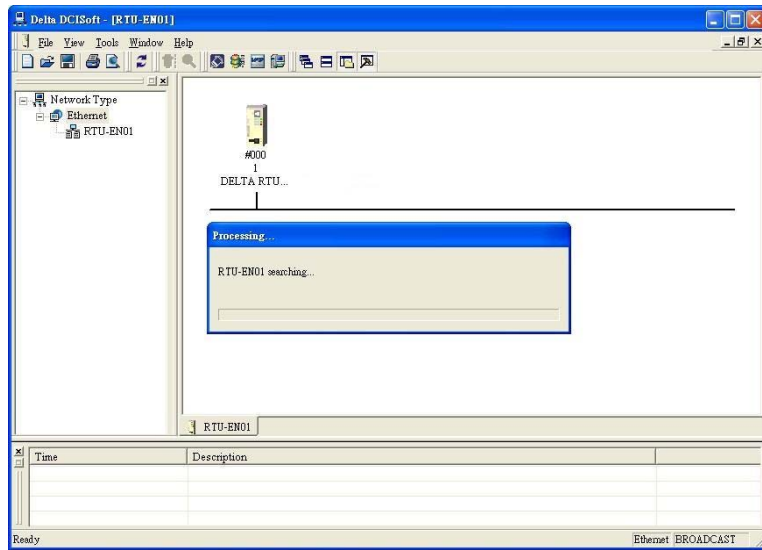 Delta DCISoft - [RTU-EN01]
File View Tools Window Help
Network Type
Ethernet
RTU-EN01
#000
1
DELTA RTU...
Processing...
RTU-EN01 searching...
RTU-EN01
Time Description
Ready Ethernet BROADCAST